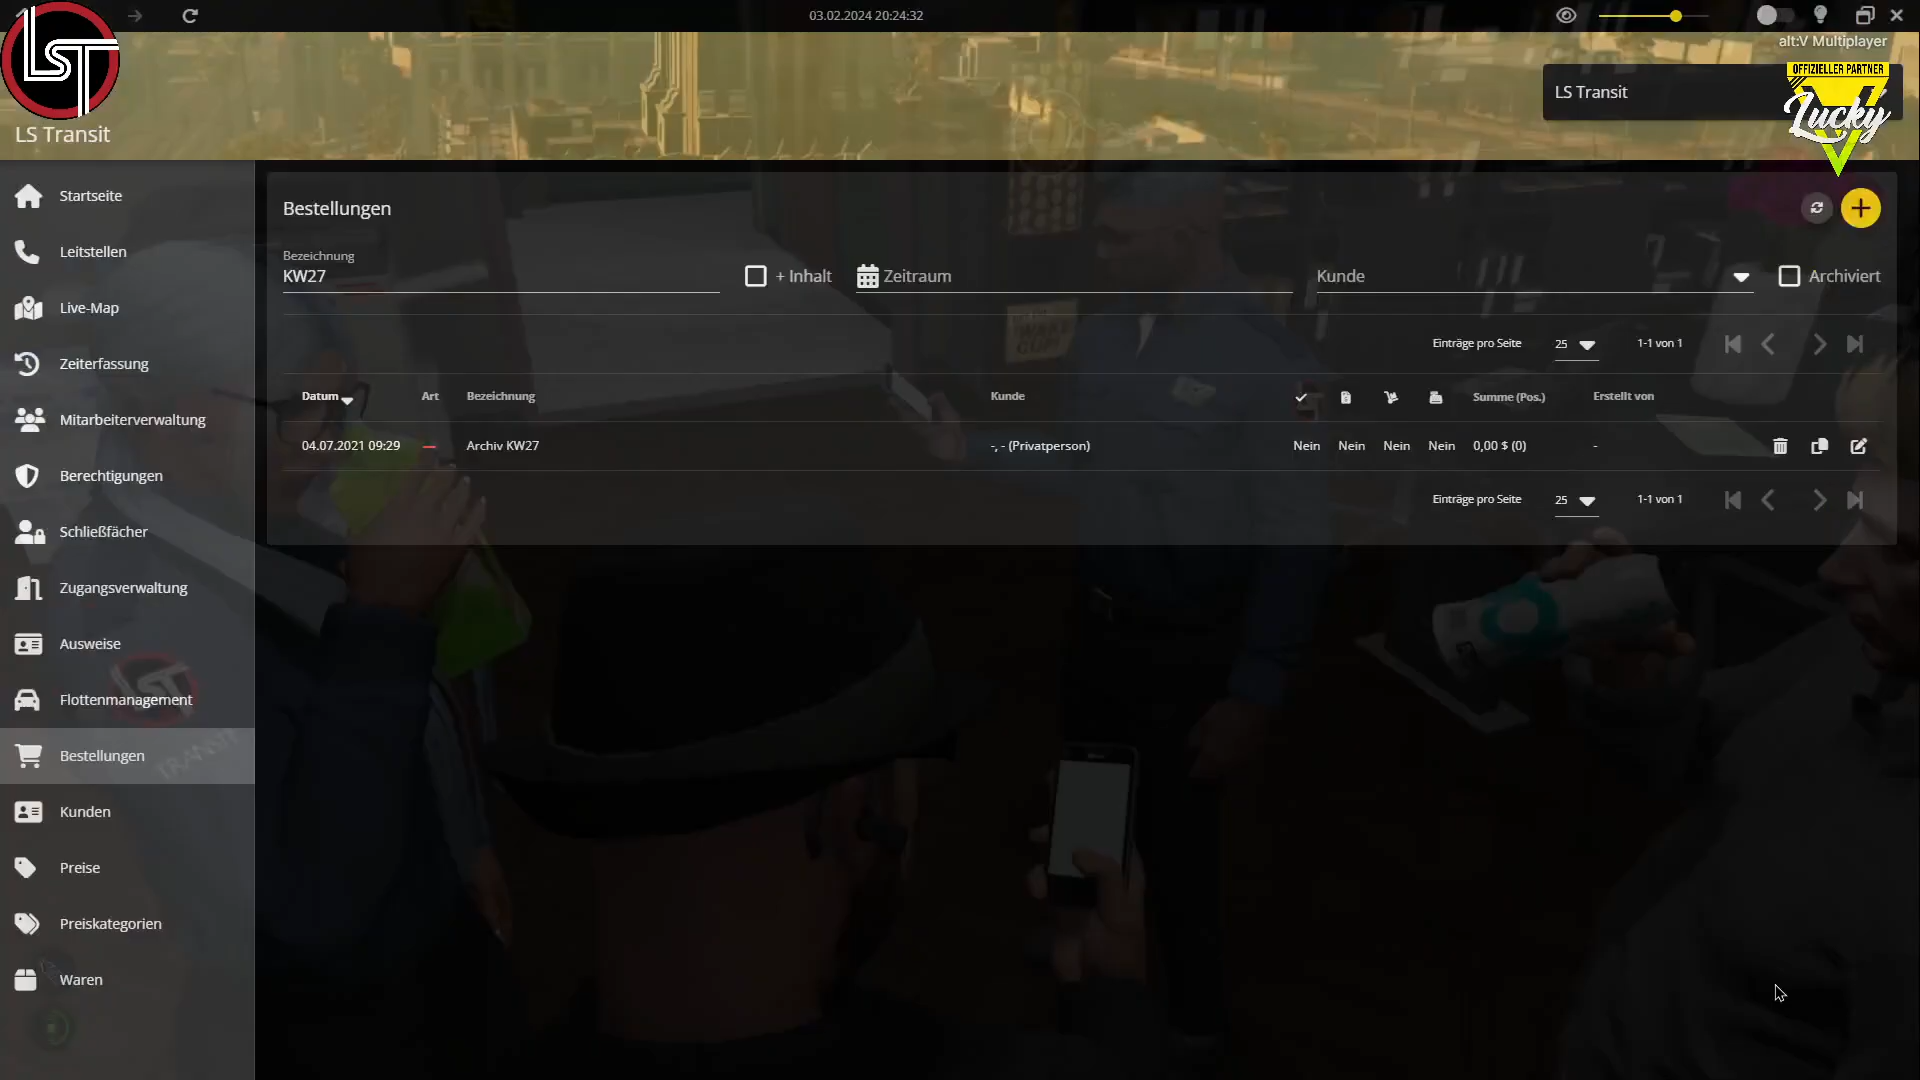 03.02.2024 20:24:32
alt:V Multiplayer
LST
LS Transit
LS Transit
OFFIZIELLER PARTNER
Lucky V
Startseite
Leitstellen
Live-Map
Zeiterfassung
Mitarbeiterverwaltung
Berechtigungen
Schließfächer
Zugangsverwaltung
Ausweise
Flottenmanagement
Bestellungen
Kunden
Preise
Preiskategorien
Waren
LST
TRANSIT
Bestellungen
Bezeichnung
KW27
+ Inhalt
Zeitraum
Kunde
Archiviert
Einträge pro Seite 25 1-1 von 1
Datum Art Bezeichnung Kunde Summe (Pos.) Erstellt von
04.07.2021 09:29 Archiv KW27 -, - (Privatperson) Nein Nein Nein Nein 0,00 $ (0) -
Einträge pro Seite 25 1-1 von 1